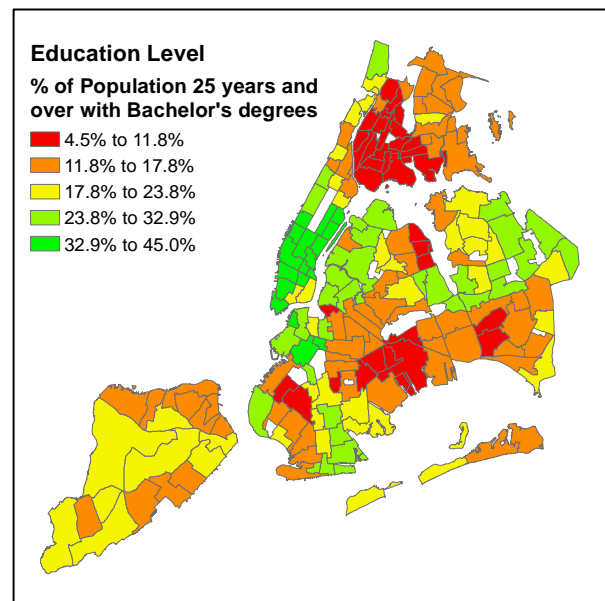 Education Level
% of Population 25 years and
over with Bachelor's degrees
4.5% to 11.8%
11.8% to 17.8%
17.8% to 23.8%
23.8% to 32.9%
32.9% to 45.0%